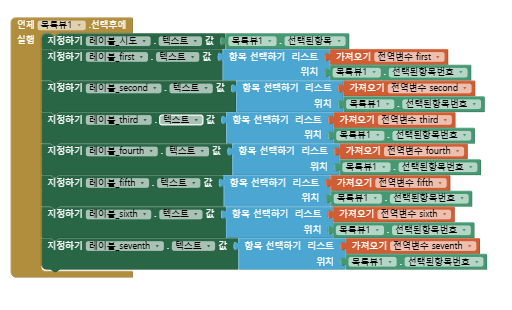 언제 목록뷰1 .선택후에
실행 지정하기 레이블_시도 . 텍스트 값 목록뷰1 . 선택된항목
지정하기 레이블_first . 텍스트 값 항목 선택하기 리스트 가져오기 전역변수 first
위치 목록뷰1 . 선택된항목번호
지정하기 레이블_second . 텍스트 값 항목 선택하기 리스트 가져오기 전역변수 second
위치 목록뷰1 . 선택된항목번호
지정하기 레이블_third . 텍스트 값 항목 선택하기 리스트 가져오기 전역변수 third
위치 목록뷰1 . 선택된항목번호
지정하기 레이블_fourth . 텍스트 값 항목 선택하기 리스트 가져오기 전역변수 fourth
위치 목록뷰1 . 선택된항목번호
지정하기 레이블_fifth . 텍스트 값 항목 선택하기 리스트 가져오기 전역변수 fifth
위치 목록뷰1 . 선택된항목번호
지정하기 레이블_sixth . 텍스트 값 항목 선택하기 리스트 가져오기 전역변수 sixth
위치 목록뷰1 . 선택된항목번호
지정하기 레이블_seventh . 텍스트 값 항목 선택하기 리스트 가져오기 전역변수 seventh
위치 목록뷰1 . 선택된항목번호